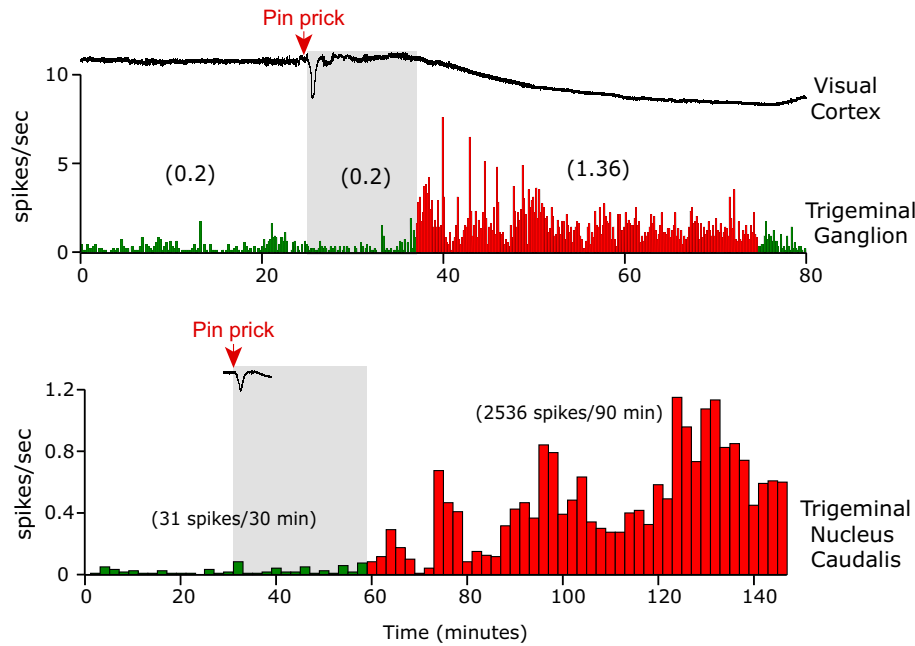 Pin prick
10
5
0
spikes/sec
Visual
Cortex
(0.2)
(0.2)
(1.36)
Trigeminal
Ganglion
0
20
40
60
80
Pin prick
1.2
0.8
0.4
0
spikes/sec
(2536 spikes/90 min)
(31 spikes/30 min)
Trigeminal
Nucleus
Caudalis
0
20
40
60
80
100
120
140
Time (minutes)